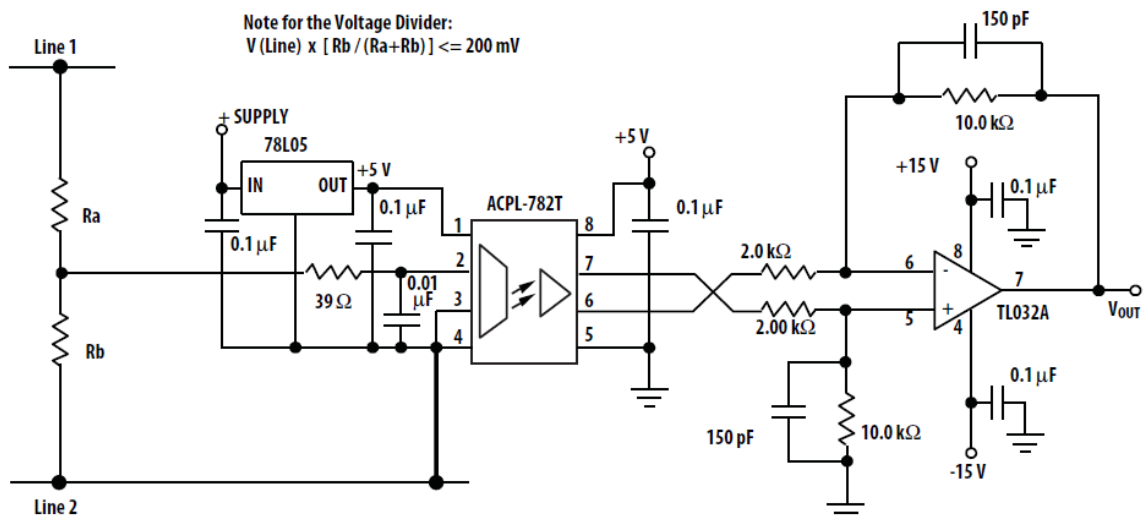 Note for the Voltage Divider:
V (Line) x [ Rb / (Ra+Rb) ] <= 200 mV
Line 1
150 pF
10.0 kΩ
+ SUPPLY
78L05
+5 V
IN
OUT
+5 V
+15 V
0.1 μF
ACPL-782T
0.1 μF
0.1 μF
0.1 μF
Ra
1
8
2.0 kΩ
8
2
7
6
-
7
39 Ω
0.01 μF
3
6
5
+
4
TL032A
VOUT
2.00 kΩ
4
5
Rb
0.1 μF
150 pF
10.0 kΩ
-15 V
Line 2